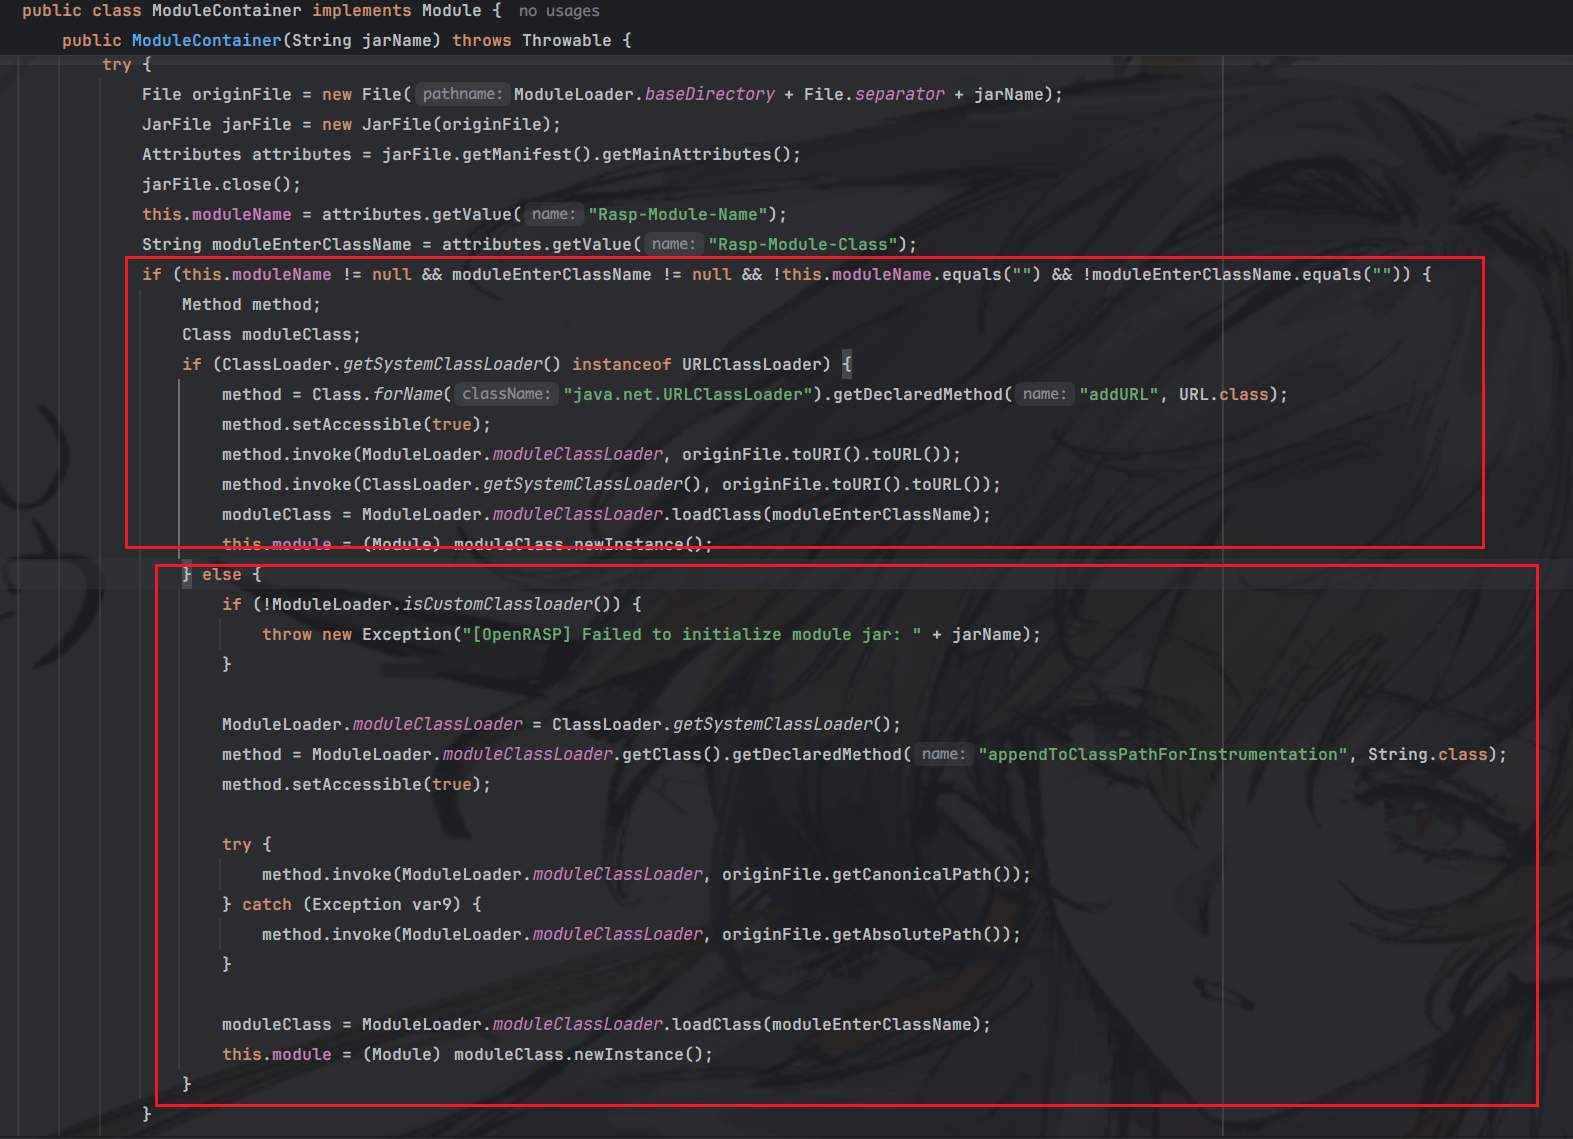 public class ModuleContainer implements Module {  no usages
    public ModuleContainer(String jarName) throws Throwable {
        try {
            File originFile = new File( pathname: ModuleLoader.baseDirectory + File.separator + jarName);
            JarFile jarFile = new JarFile(originFile);
            Attributes attributes = jarFile.getManifest().getMainAttributes();
            jarFile.close();
            this.moduleName = attributes.getValue( name: "Rasp-Module-Name");
            String moduleEnterClassName = attributes.getValue( name: "Rasp-Module-Class");
            if (this.moduleName != null && moduleEnterClassName != null && !this.moduleName.equals("") && !moduleEnterClassName.equals("")) {
                Method method;
                Class moduleClass;
                if (ClassLoader.getSystemClassLoader() instanceof URLClassLoader) {
                    method = Class.forName( className: "java.net.URLClassLoader").getDeclaredMethod( name: "addURL", URL.class);
                    method.setAccessible(true);
                    method.invoke(ModuleLoader.moduleClassLoader, originFile.toURI().toURL());
                    method.invoke(ClassLoader.getSystemClassLoader(), originFile.toURI().toURL());
                    moduleClass = ModuleLoader.moduleClassLoader.loadClass(moduleEnterClassName);
                    this.module = (Module) moduleClass.newInstance();
                } else {
                    if (!ModuleLoader.isCustomClassloader()) {
                        throw new Exception("[OpenRASP] Failed to initialize module jar: " + jarName);
                    }
                    ModuleLoader.moduleClassLoader = ClassLoader.getSystemClassLoader();
                    method = ModuleLoader.moduleClassLoader.getClass().getDeclaredMethod( name: "appendToClassPathForInstrumentation", String.class);
                    method.setAccessible(true);
                    try {
                        method.invoke(ModuleLoader.moduleClassLoader, originFile.getCanonicalPath());
                    } catch (Exception var9) {
                        method.invoke(ModuleLoader.moduleClassLoader, originFile.getAbsolutePath());
                    }
                    moduleClass = ModuleLoader.moduleClassLoader.loadClass(moduleEnterClassName);
                    this.module = (Module) moduleClass.newInstance();
                }
            }